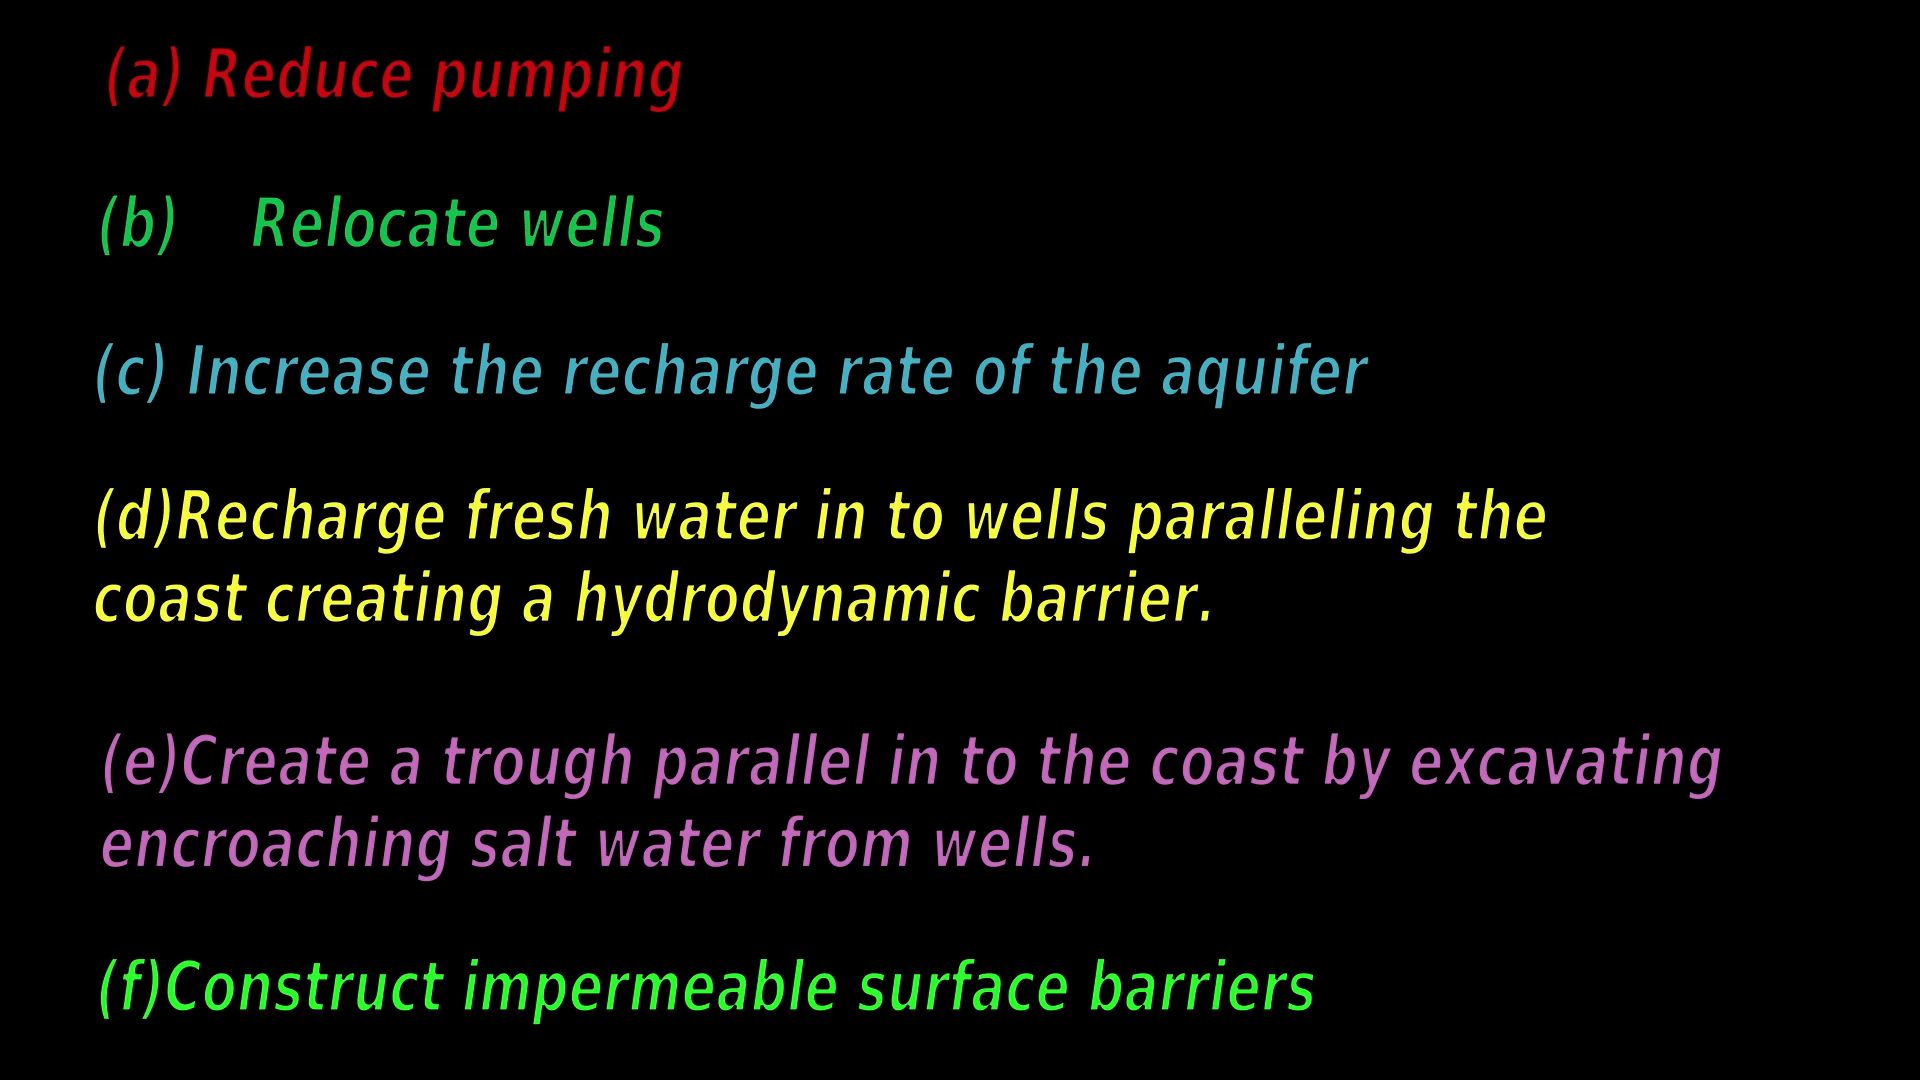 (a) Reduce pumping
(b) Relocate wells
(c) Increase the recharge rate of the aquifer
(d)Recharge fresh water in to wells paralleling the
coast creating a hydrodynamic barrier.
(e)Create a trough parallel in to the coast by excavating
encroaching salt water from wells.
(f)Construct impermeable surface barriers